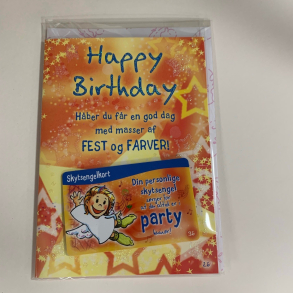 Happy
Birthday
Håber du får en god dag
med masser af
FEST og FARVER!
Skytsengelkort
Din personlige
skytsengel
party